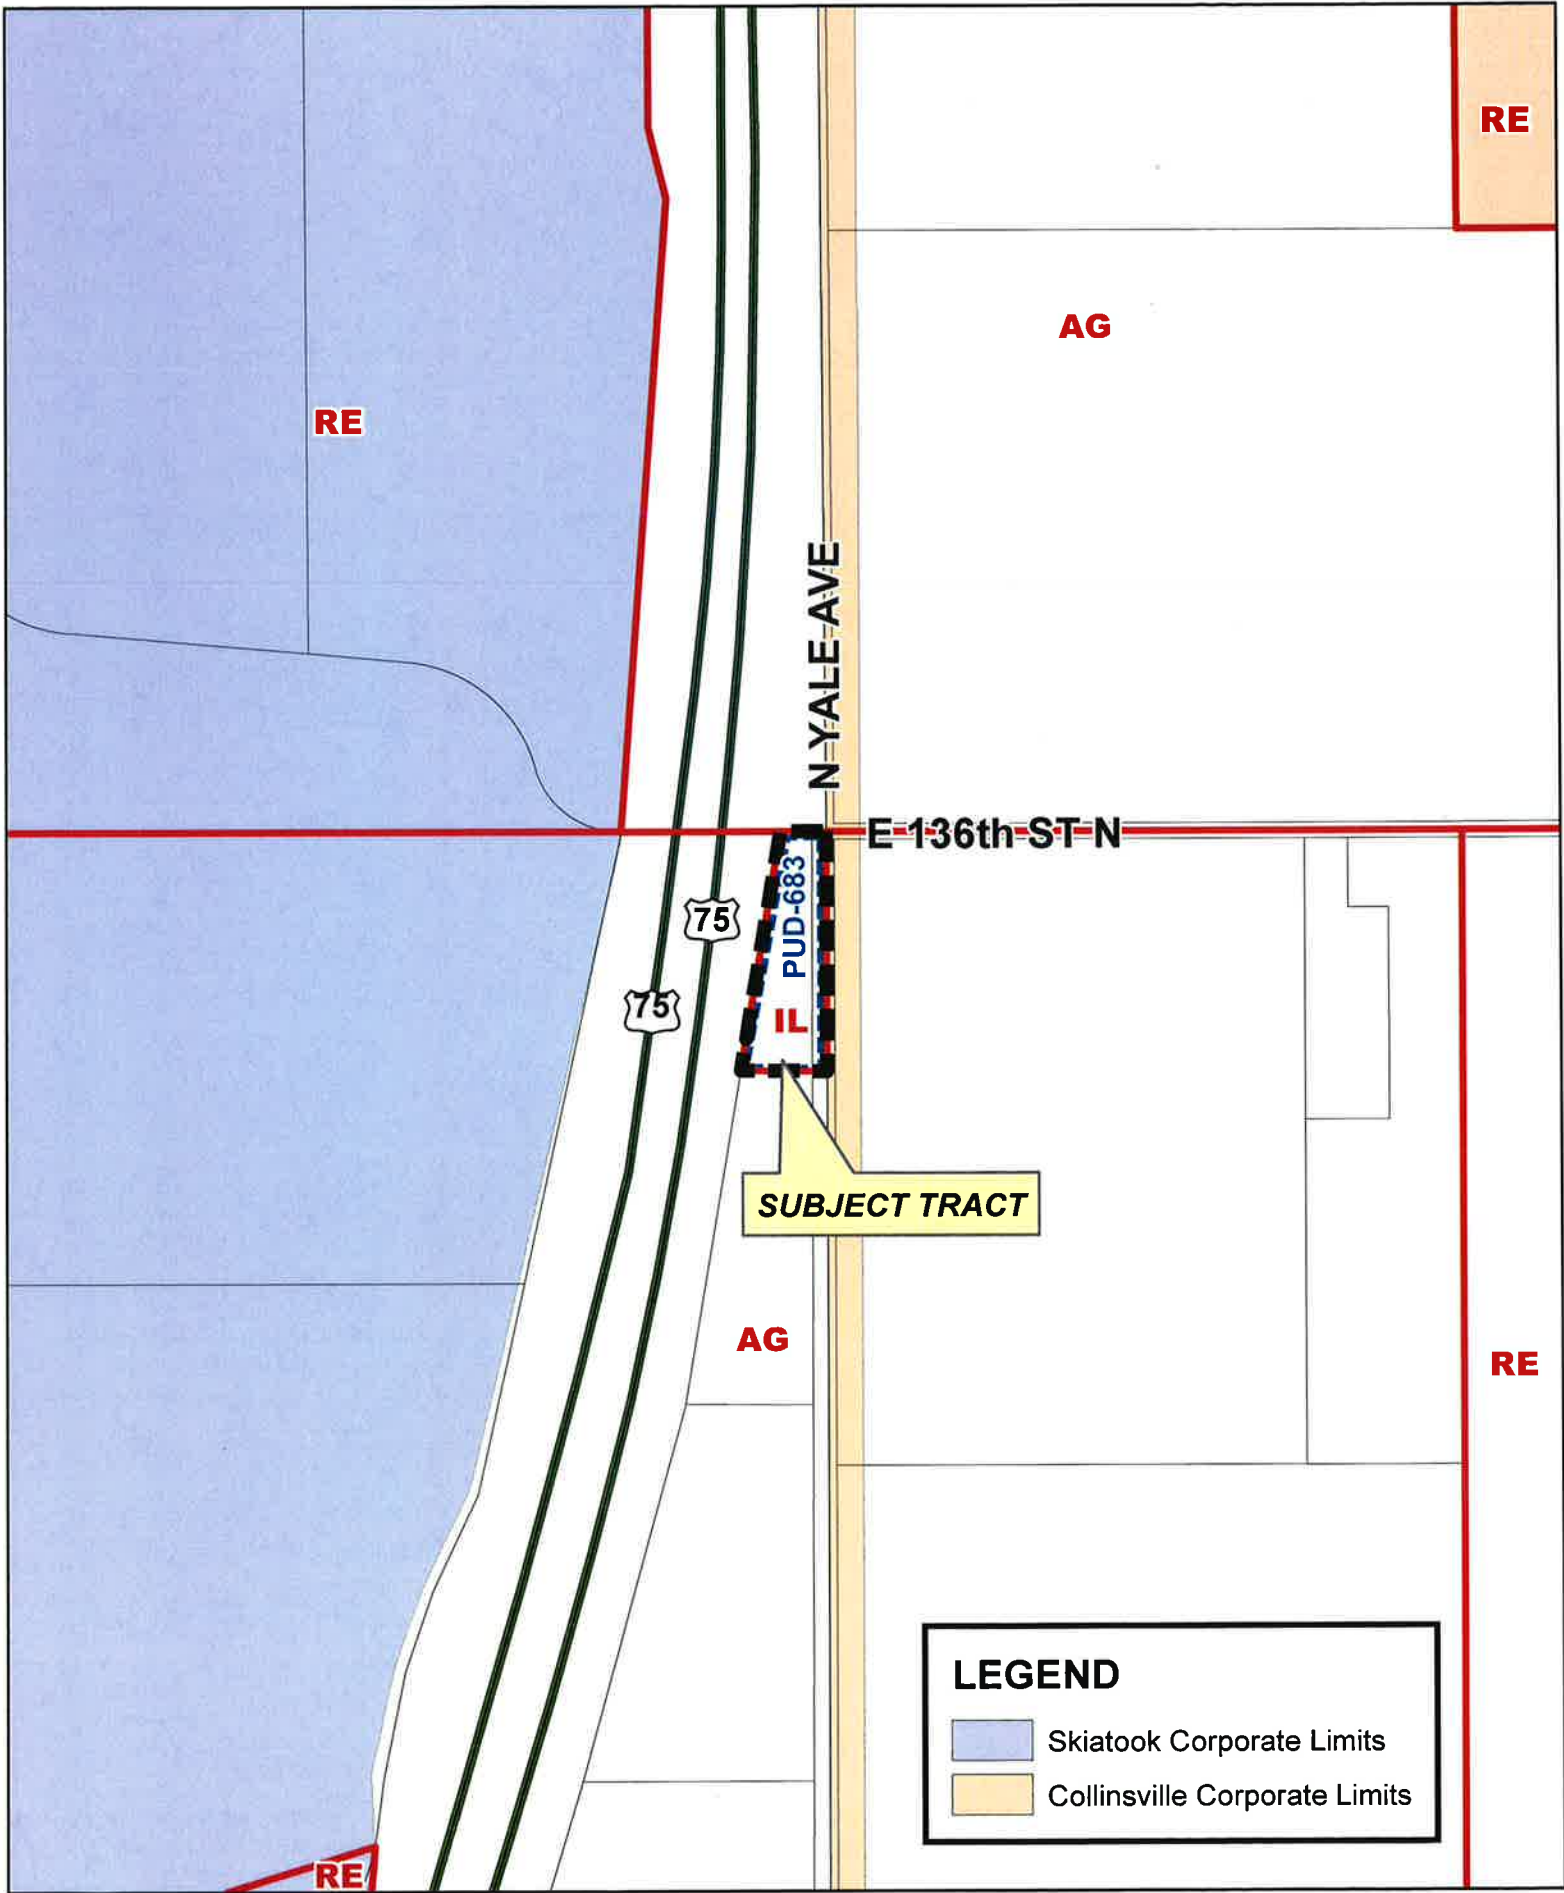 RE
AG
RE
N YALE AVE
E 136th ST N
PUD-683
75
75
IL
SUBJECT TRACT
AG
RE
LEGEND
Skiatook Corporate Limits
Collinsville Corporate Limits
RE